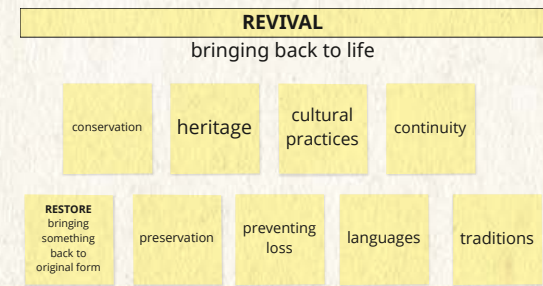 REVIVAL
bringing back to life
conservation
heritage
cultural
practices
continuity
RESTORE
bringing
something
back to
original form
preservation
preventing
loss
languages
traditions